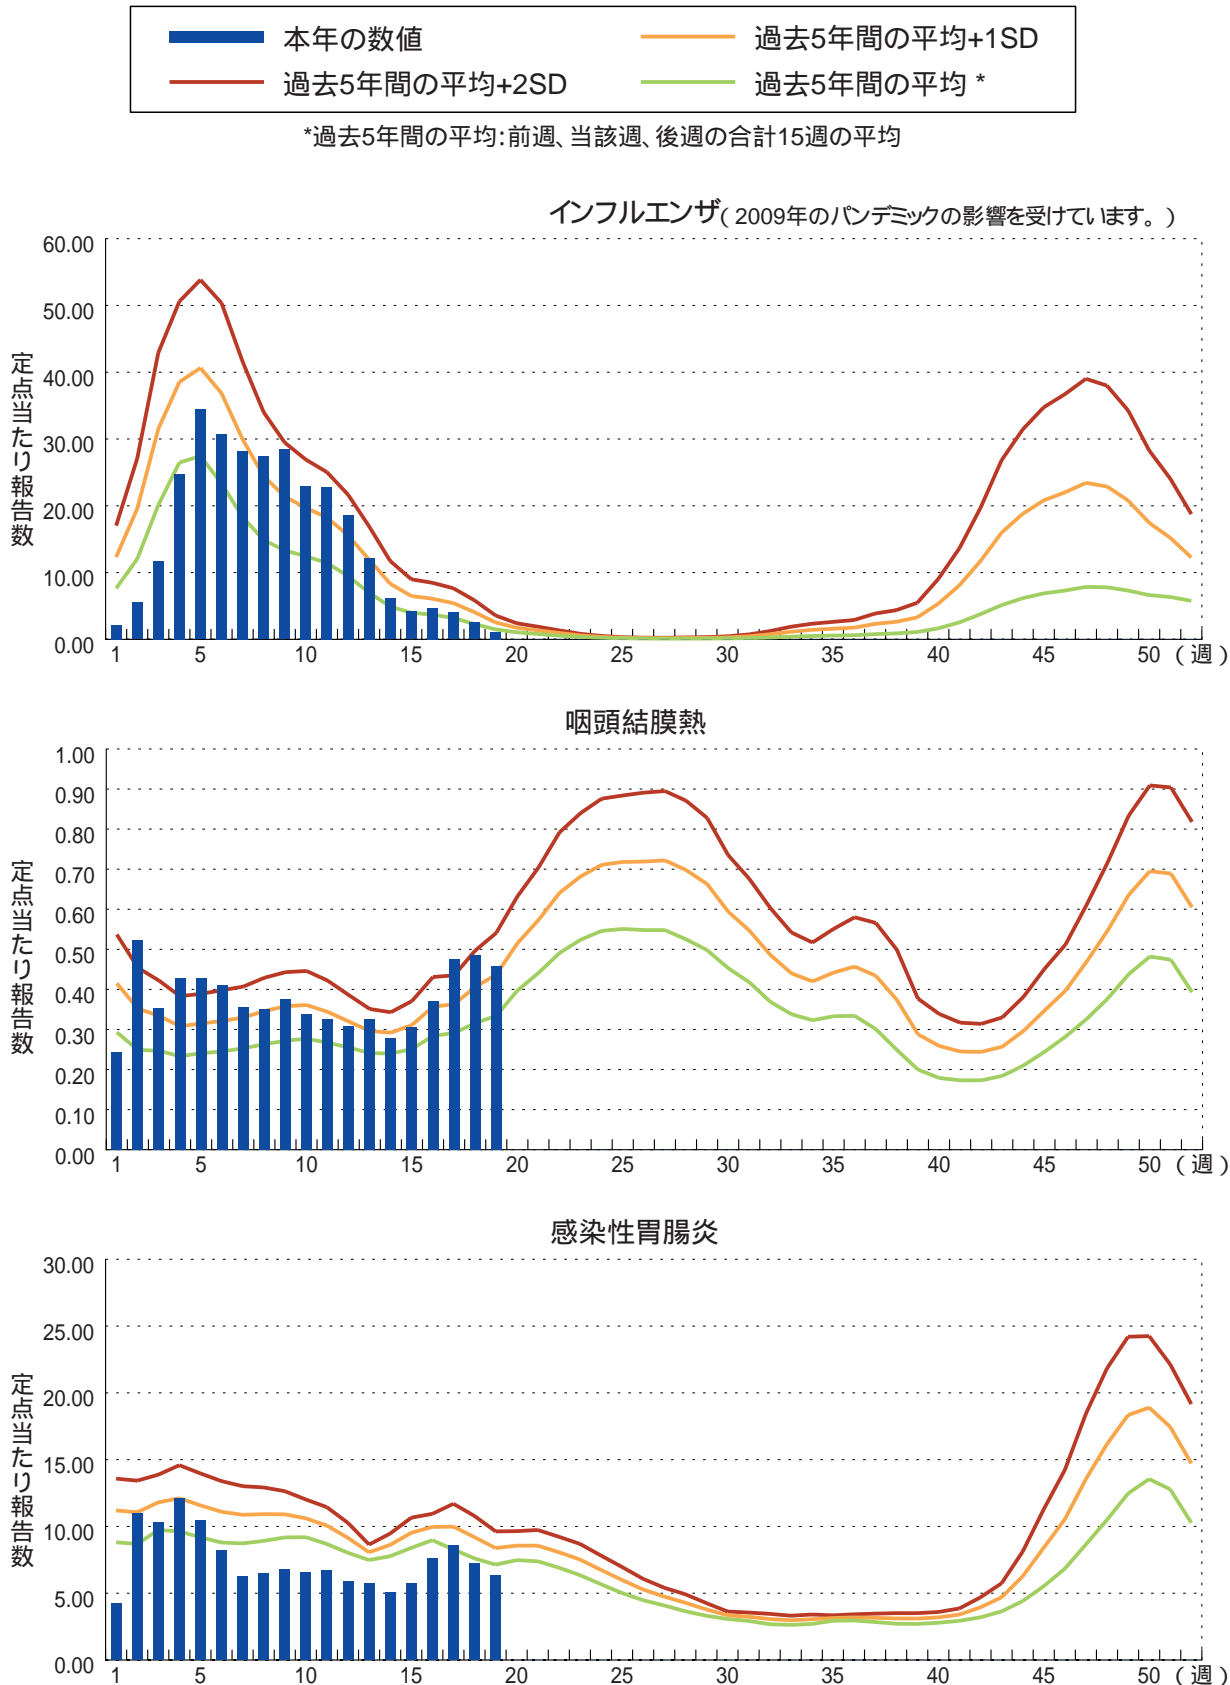 本年の数値 過去5年間の平均+1SD
過去5年間の平均+2SD 過去5年間の平均 *
*過去5年間の平均:前週、当該週、後週の合計15週の平均
インフルエンザ(2009年のパンデミックの影響を受けています。)
60.00
50.00
40.00
30.00
20.00
10.00
0.00
定点当たり報告数
1 5 10 15 20 25 30 35 40 45 50 (週)
咽頭結膜熱
1.00
0.90
0.80
0.70
0.60
0.50
0.40
0.30
0.20
0.10
0.00
定点当たり報告数
1 5 10 15 20 25 30 35 40 45 50 (週)
感染性胃腸炎
30.00
25.00
20.00
15.00
10.00
5.00
0.00
定点当たり報告数
1 5 10 15 20 25 30 35 40 45 50 (週)